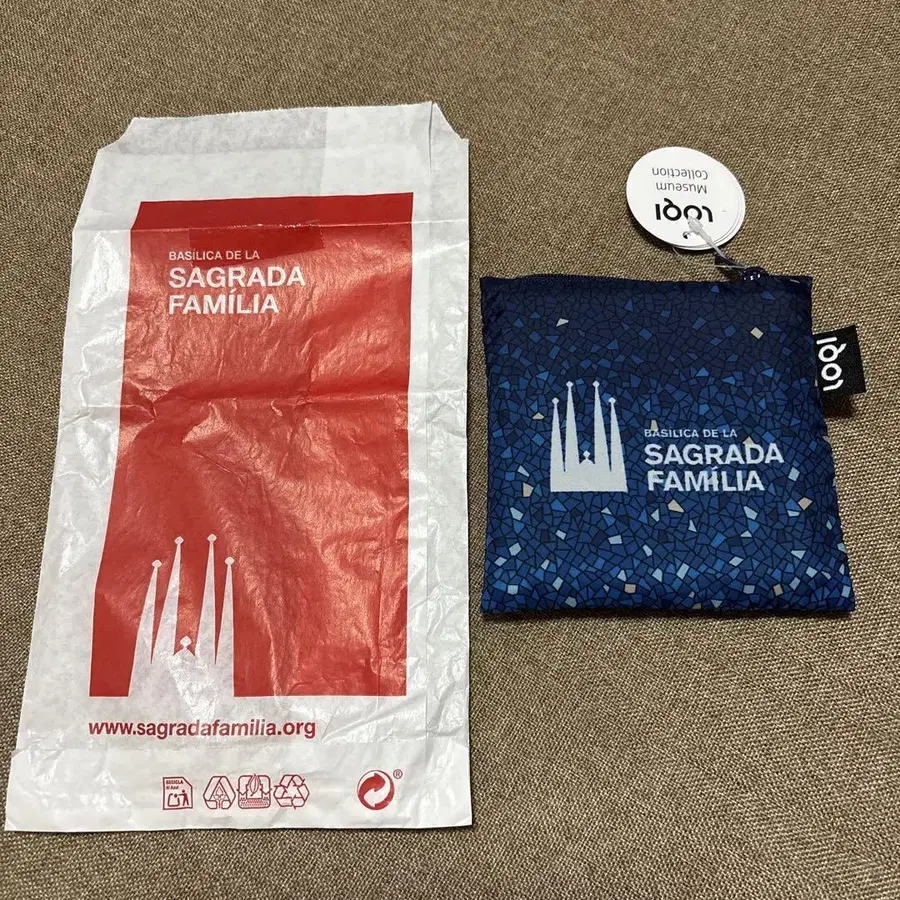 BASÍLICA DE LA
SAGRADA
FAMÍLIA
www.sagradafamilia.org
®
LOQI
Museum
Collection
LOQI
BASÍLICA DE LA
SAGRADA
FAMÍLIA